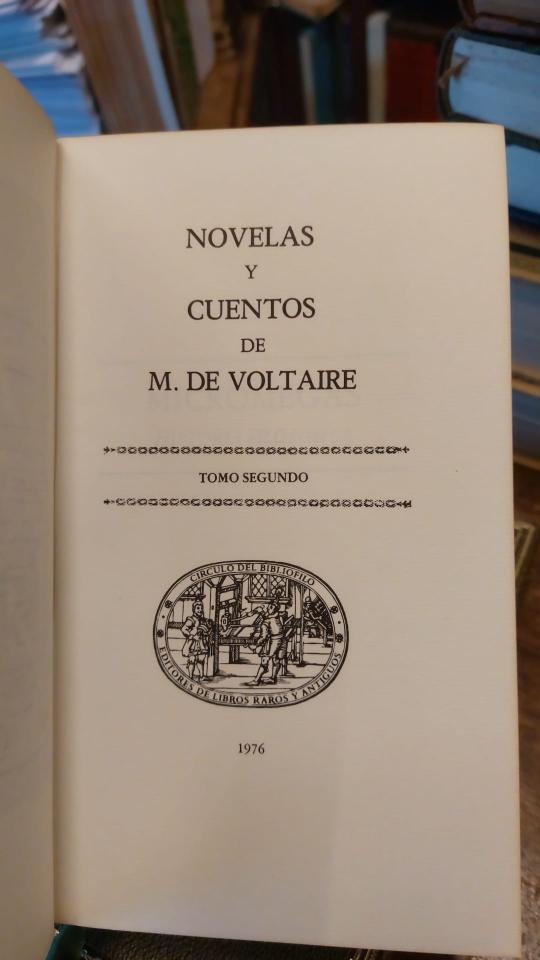 NOVELAS
Y
CUENTOS
DE
M. DE VOLTAIRE
TOMO SEGUNDO
CIRCULO DEL BIBLIOFILO
EDITORES DE LIBROS RAROS Y ANTIGUOS
1976